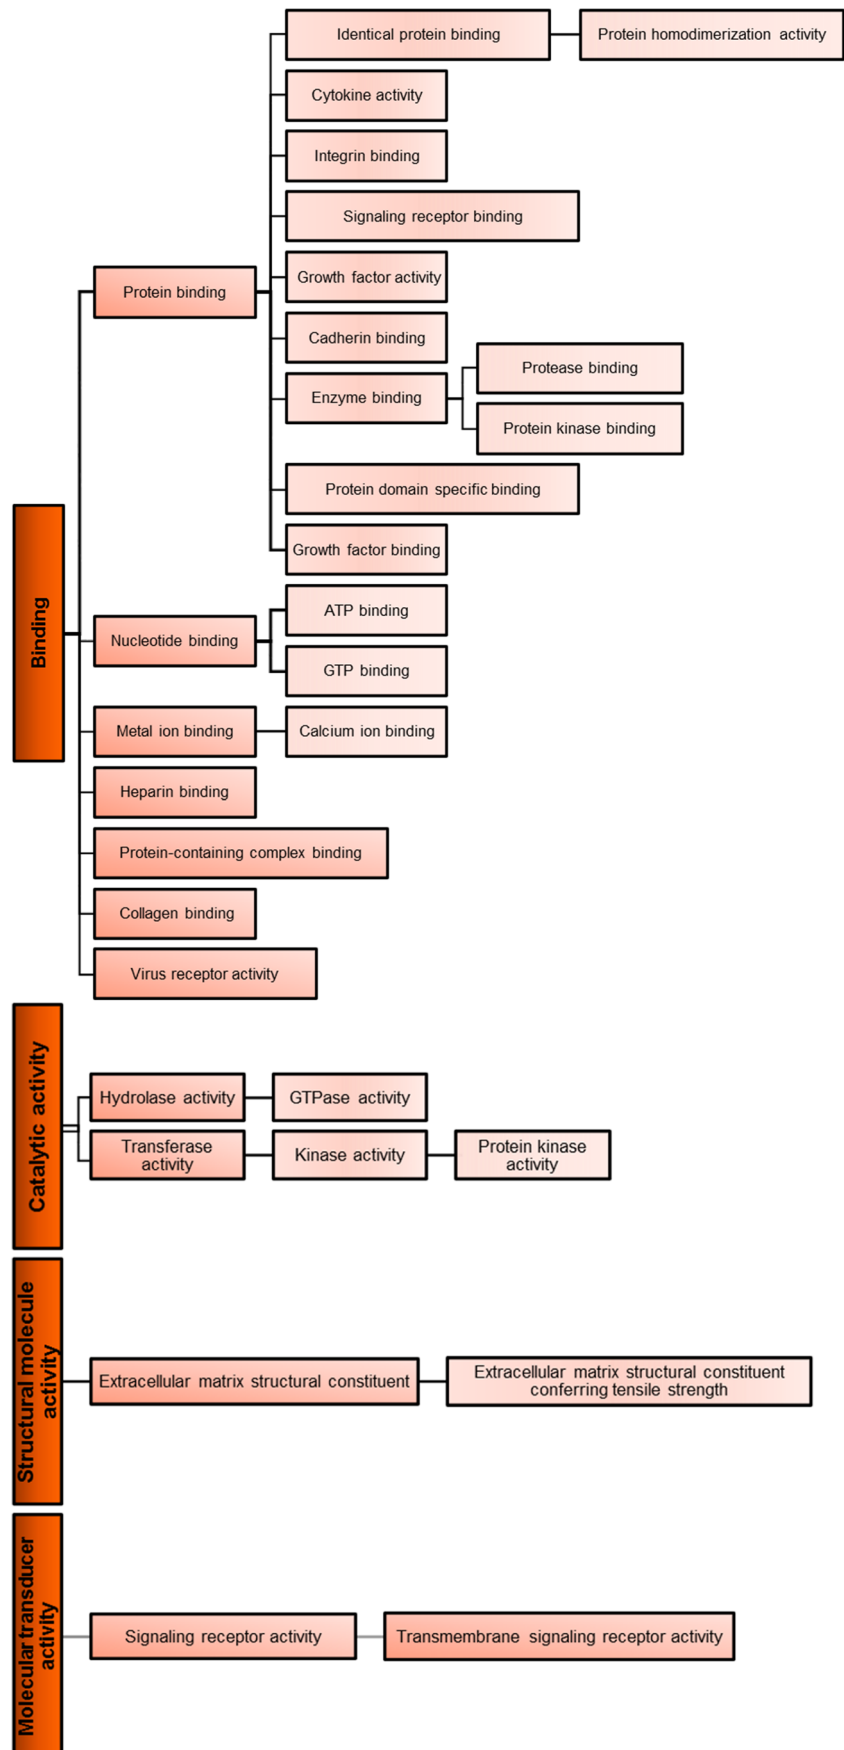 Identical protein binding
Protein homodimerization activity
Cytokine activity
Integrin binding
Signaling receptor binding
Protein binding
Growth factor activity
Cadherin binding
Enzyme binding
Protease binding
Protein kinase binding
Protein domain specific binding
Growth factor binding
Binding
Nucleotide binding
ATP binding
GTP binding
Metal ion binding
Calcium ion binding
Heparin binding
Protein-containing complex binding
Collagen binding
Virus receptor activity
Catalytic activity
Hydrolase activity
GTPase activity
Transferase
activity
Kinase activity
Protein kinase
activity
Structural molecule
activity
Extracellular matrix structural constituent
Extracellular matrix structural constituent
conferring tensile strength
Molecular transducer
activity
Signaling receptor activity
Transmembrane signaling receptor activity